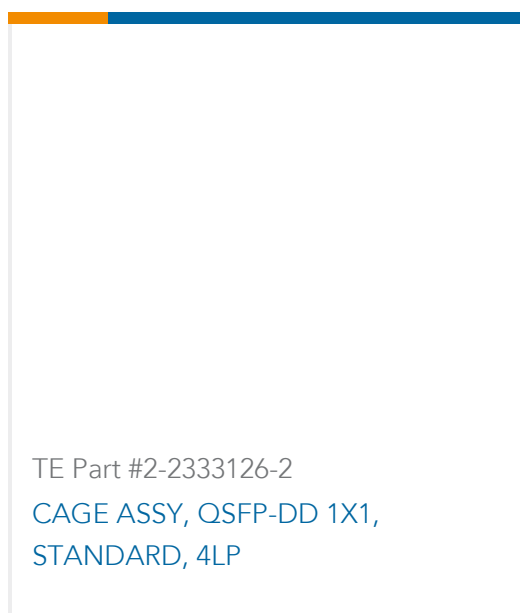 TE Part #2-2333126-2
CAGE ASSY, QSFP-DD 1X1,
STANDARD, 4LP